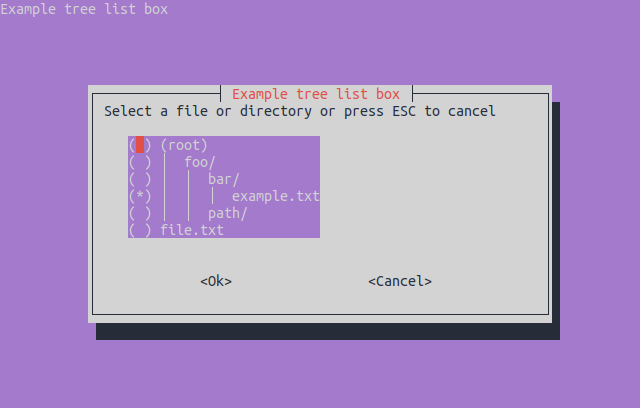 Example tree list box
Example tree list box
Select a file or directory or press ESC to cancel
( ) (root)
( ) foo/
( ) bar/
(*) example.txt
( ) path/
( ) file.txt
<Ok> <Cancel>